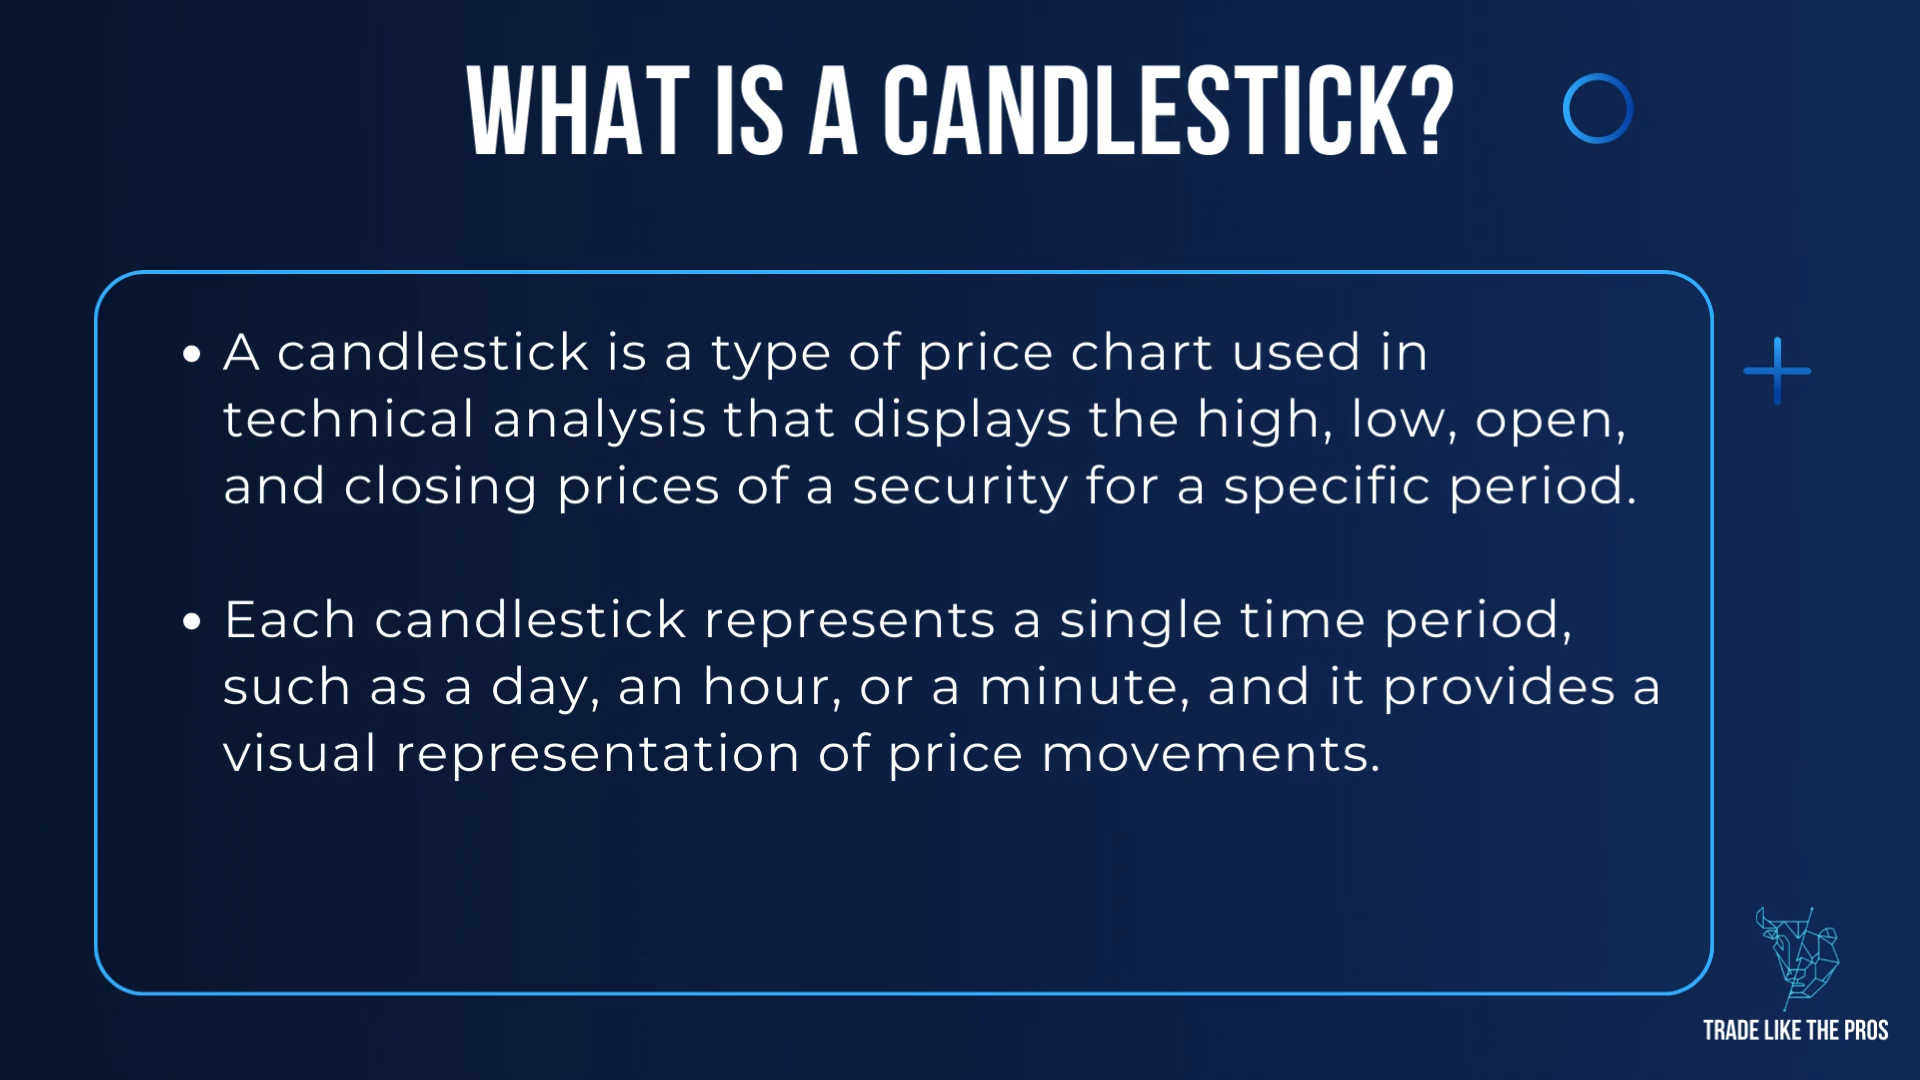 WHAT IS A CANDLESTICK?
• A candlestick is a type of price chart used in
technical analysis that displays the high, low, open,
and closing prices of a security for a specific period.
• Each candlestick represents a single time period,
such as a day, an hour, or a minute, and it provides a
visual representation of price movements.
TRADE LIKE THE PROS